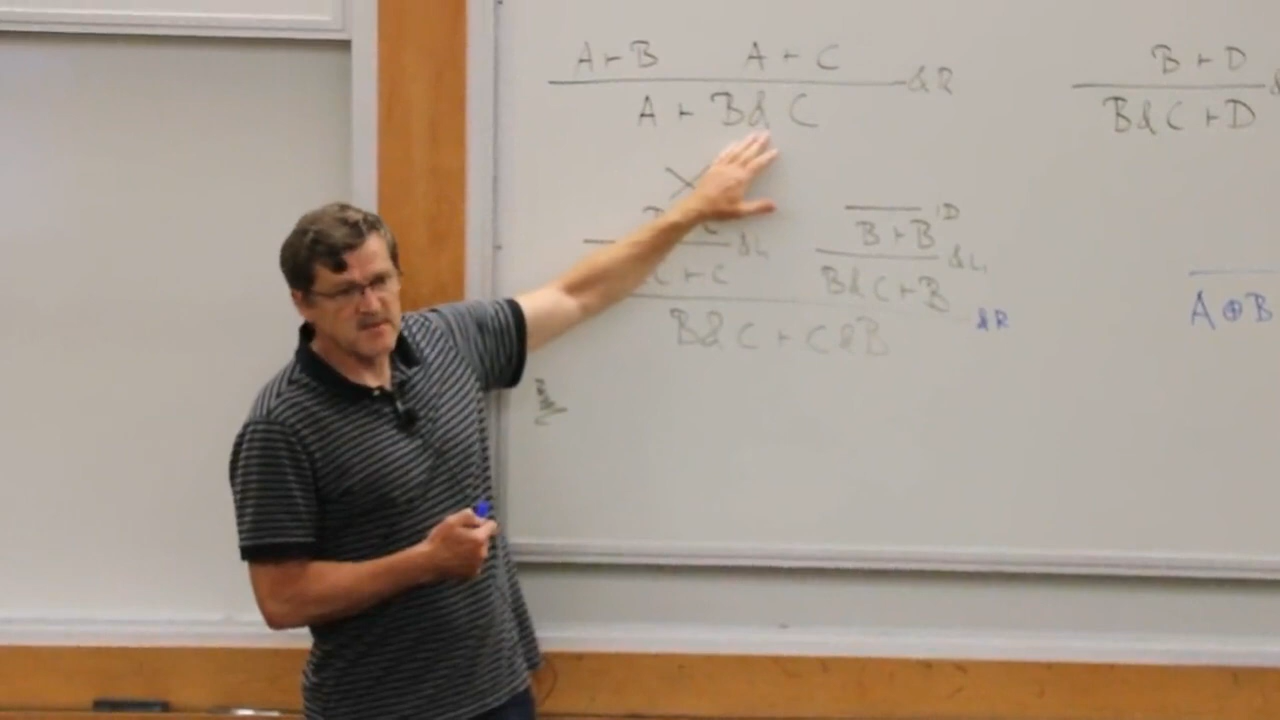 A ⊢ B A ⊢ C &R
A ⊢ B & C
B ⊢ D
B & C ⊢ D
B ⊢ B ID
&L
B & C ⊢ B &L
C ⊢ C
B & C ⊢ C & B &R
A ⊕ B